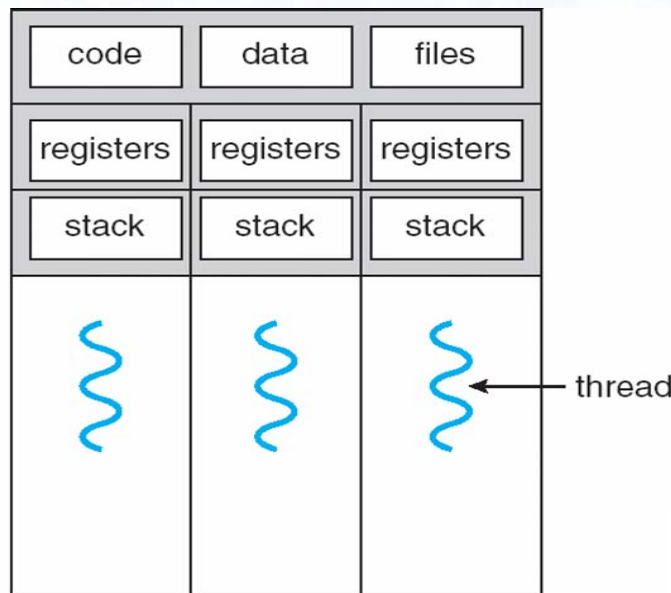 code data files
registers registers registers
stack stack stack
thread